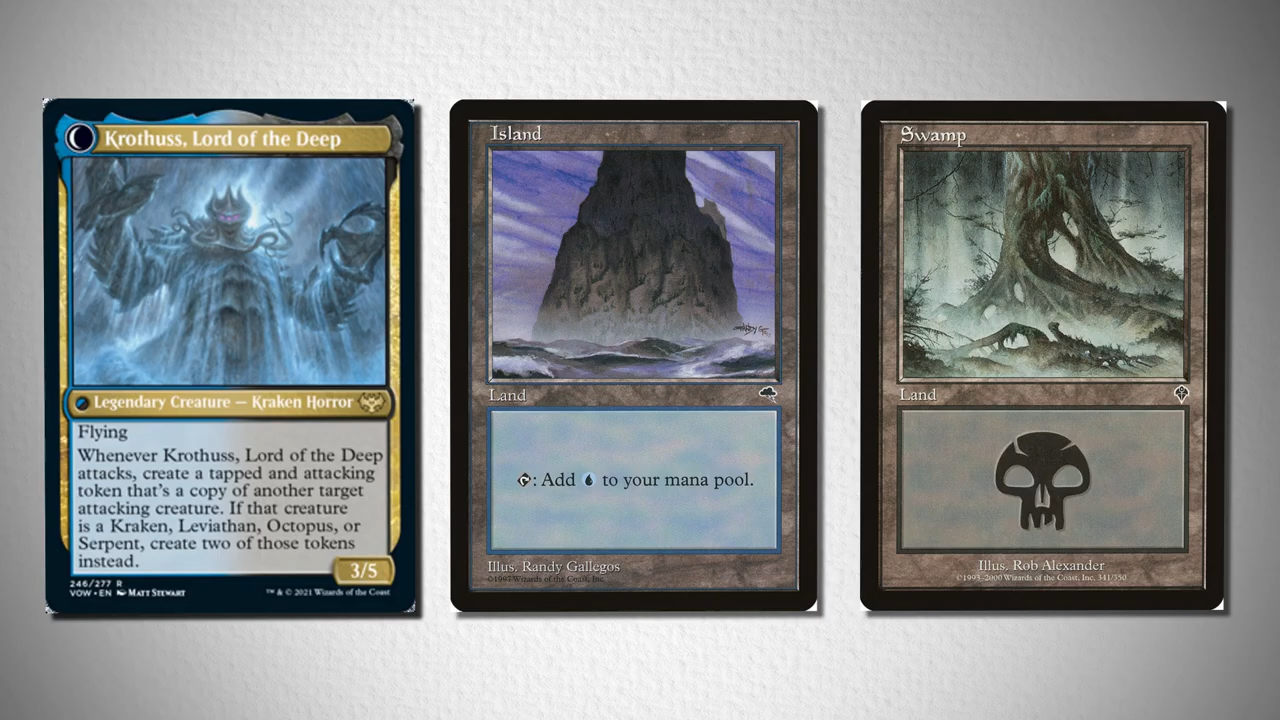 Krothuss, Lord of the Deep
Legendary Creature — Kraken Horror
Flying
Whenever Krothuss, Lord of the Deep
attacks, create a tapped and attacking
token that's a copy of another target
attacking creature. If that creature
is a Kraken, Leviathan, Octopus, or
Serpent, create two of those tokens
instead.
3/5
246/277 R
VOW • EN Matt Stewart
™ & © 2021 Wizards of the Coast
Island
Land
: Add to your mana pool.
Illus. Randy Gallegos
©1997 Wizards of the Coast, Inc.
Swamp
Land
Illus. Rob Alexander
©1993-2000 Wizards of the Coast, Inc. 341/350